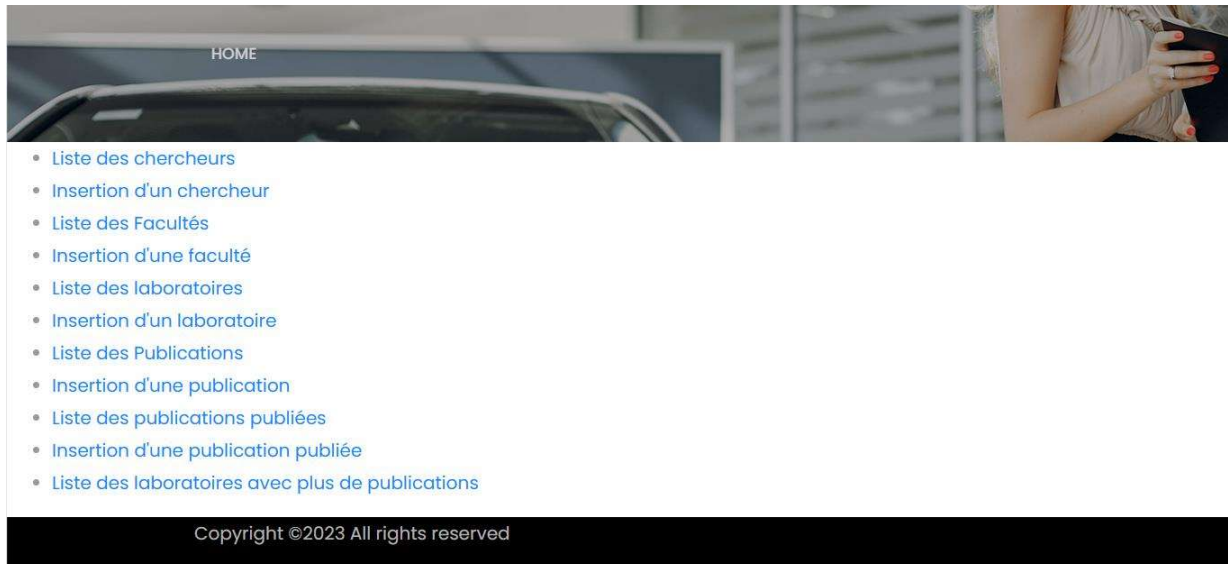 HOME
Liste des chercheurs
Insertion d'un chercheur
Liste des Facultés
Insertion d'une faculté
Liste des laboratoires
Insertion d'un laboratoire
Liste des Publications
Insertion d'une publication
Liste des publications publiées
Insertion d'une publication publiée
Liste des laboratoires avec plus de publications
Copyright ©2023 All rights reserved